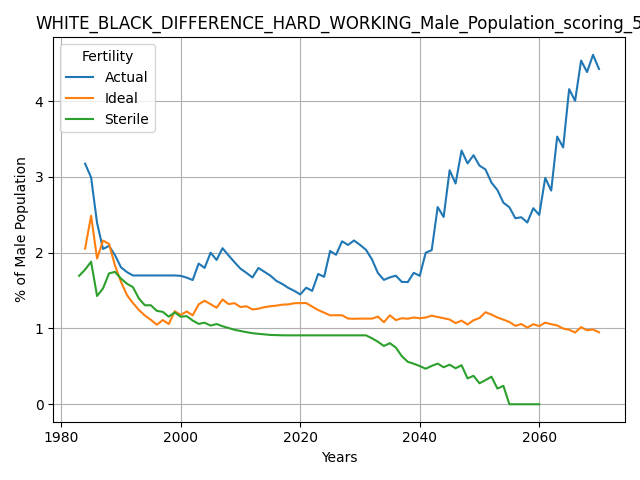 WHITE_BLACK_DIFFERENCE_HARD_WORKING_Male_Population_scoring_5
Fertility
Actual
Ideal
Sterile
% of Male Population
4
3
2
1
0
1980 2000 2020 2040 2060
Years